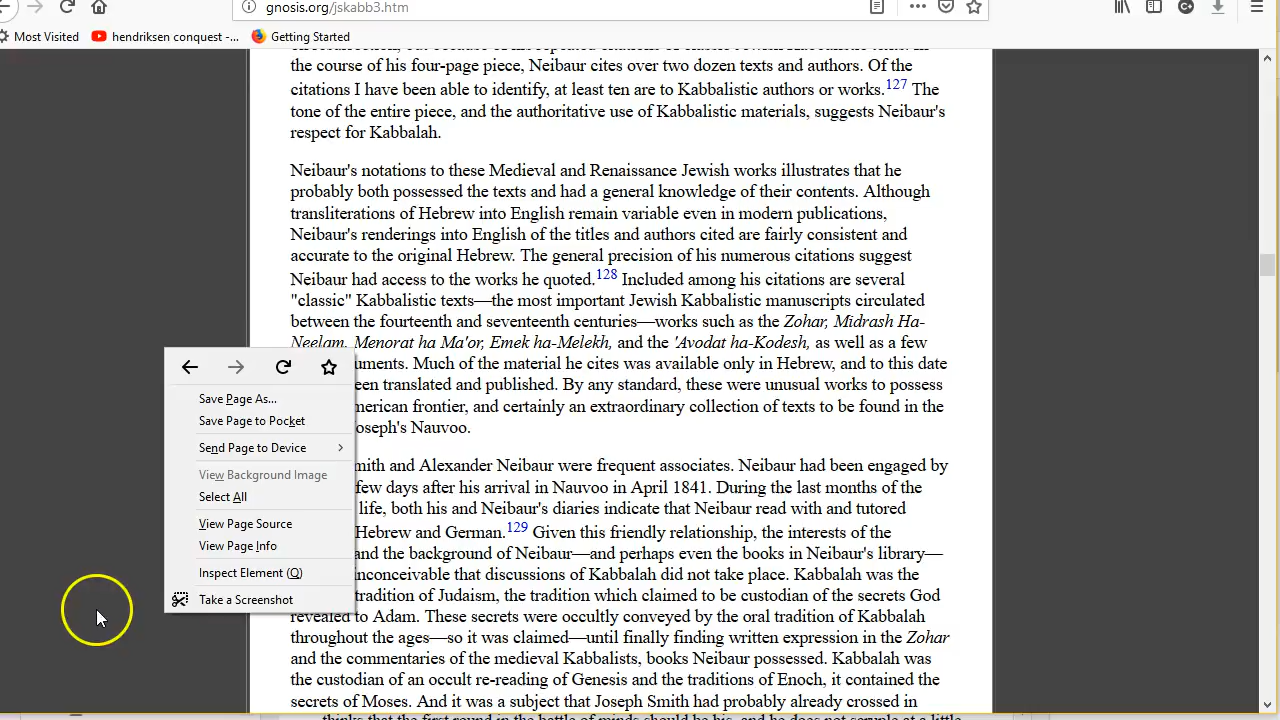 gnosis.org/jskabb3.htm
Most Visited
hendriksen conquest -...
Getting Started
the course of his four-page piece, Neibaur cites over two dozen texts and authors. Of the
citations I have been able to identify, at least ten are to Kabbalistic authors or works.127 The
tone of the entire piece, and the authoritative use of Kabbalistic materials, suggests Neibaur's
respect for Kabbalah.
Neibaur's notations to these Medieval and Renaissance Jewish works illustrates that he
probably both possessed the texts and had a general knowledge of their contents. Although
transliterations of Hebrew into English remain variable even in modern publications,
Neibaur's renderings into English of the titles and authors cited are fairly consistent and
accurate to the original Hebrew. The general precision of his numerous citations suggest
Neibaur had access to the works he quoted.128 Included among his citations are several
"classic" Kabbalistic texts—the most important Jewish Kabbalistic manuscripts circulated
between the fourteenth and seventeenth centuries—works such as the Zohar, Midrash Ha-
Neelam, Menorat ha Ma'or, Emek ha-Melekh, and the 'Avodat ha-Kodesh, as well as a few
uments. Much of the material he cites was available only in Hebrew, and to this date
een translated and published. By any standard, these were unusual works to possess
merican frontier, and certainly an extraordinary collection of texts to be found in the
oseph's Nauvoo.
mith and Alexander Neibaur were frequent associates. Neibaur had been engaged by
few days after his arrival in Nauvoo in April 1841. During the last months of the
life, both his and Neibaur's diaries indicate that Neibaur read with and tutored
Hebrew and German.129 Given this friendly relationship, the interests of the
and the background of Neibaur—and perhaps even the books in Neibaur's library—
inconceivable that discussions of Kabbalah did not take place. Kabbalah was the
tradition of Judaism, the tradition which claimed to be custodian of the secrets God
revealed to Adam. These secrets were occultly conveyed by the oral tradition of Kabbalah
throughout the ages—so it was claimed—until finally finding written expression in the Zohar
and the commentaries of the medieval Kabbalists, books Neibaur possessed. Kabbalah was
the custodian of an occult re-reading of Genesis and the traditions of Enoch, it contained the
secrets of Moses. And it was a subject that Joseph Smith had probably already crossed in
thinks that the first round in the battle of minds should be his, and he does not scruple at a little
Save Page As...
Save Page to Pocket
Send Page to Device
View Background Image
Select All
View Page Source
View Page Info
Inspect Element (Q)
Take a Screenshot